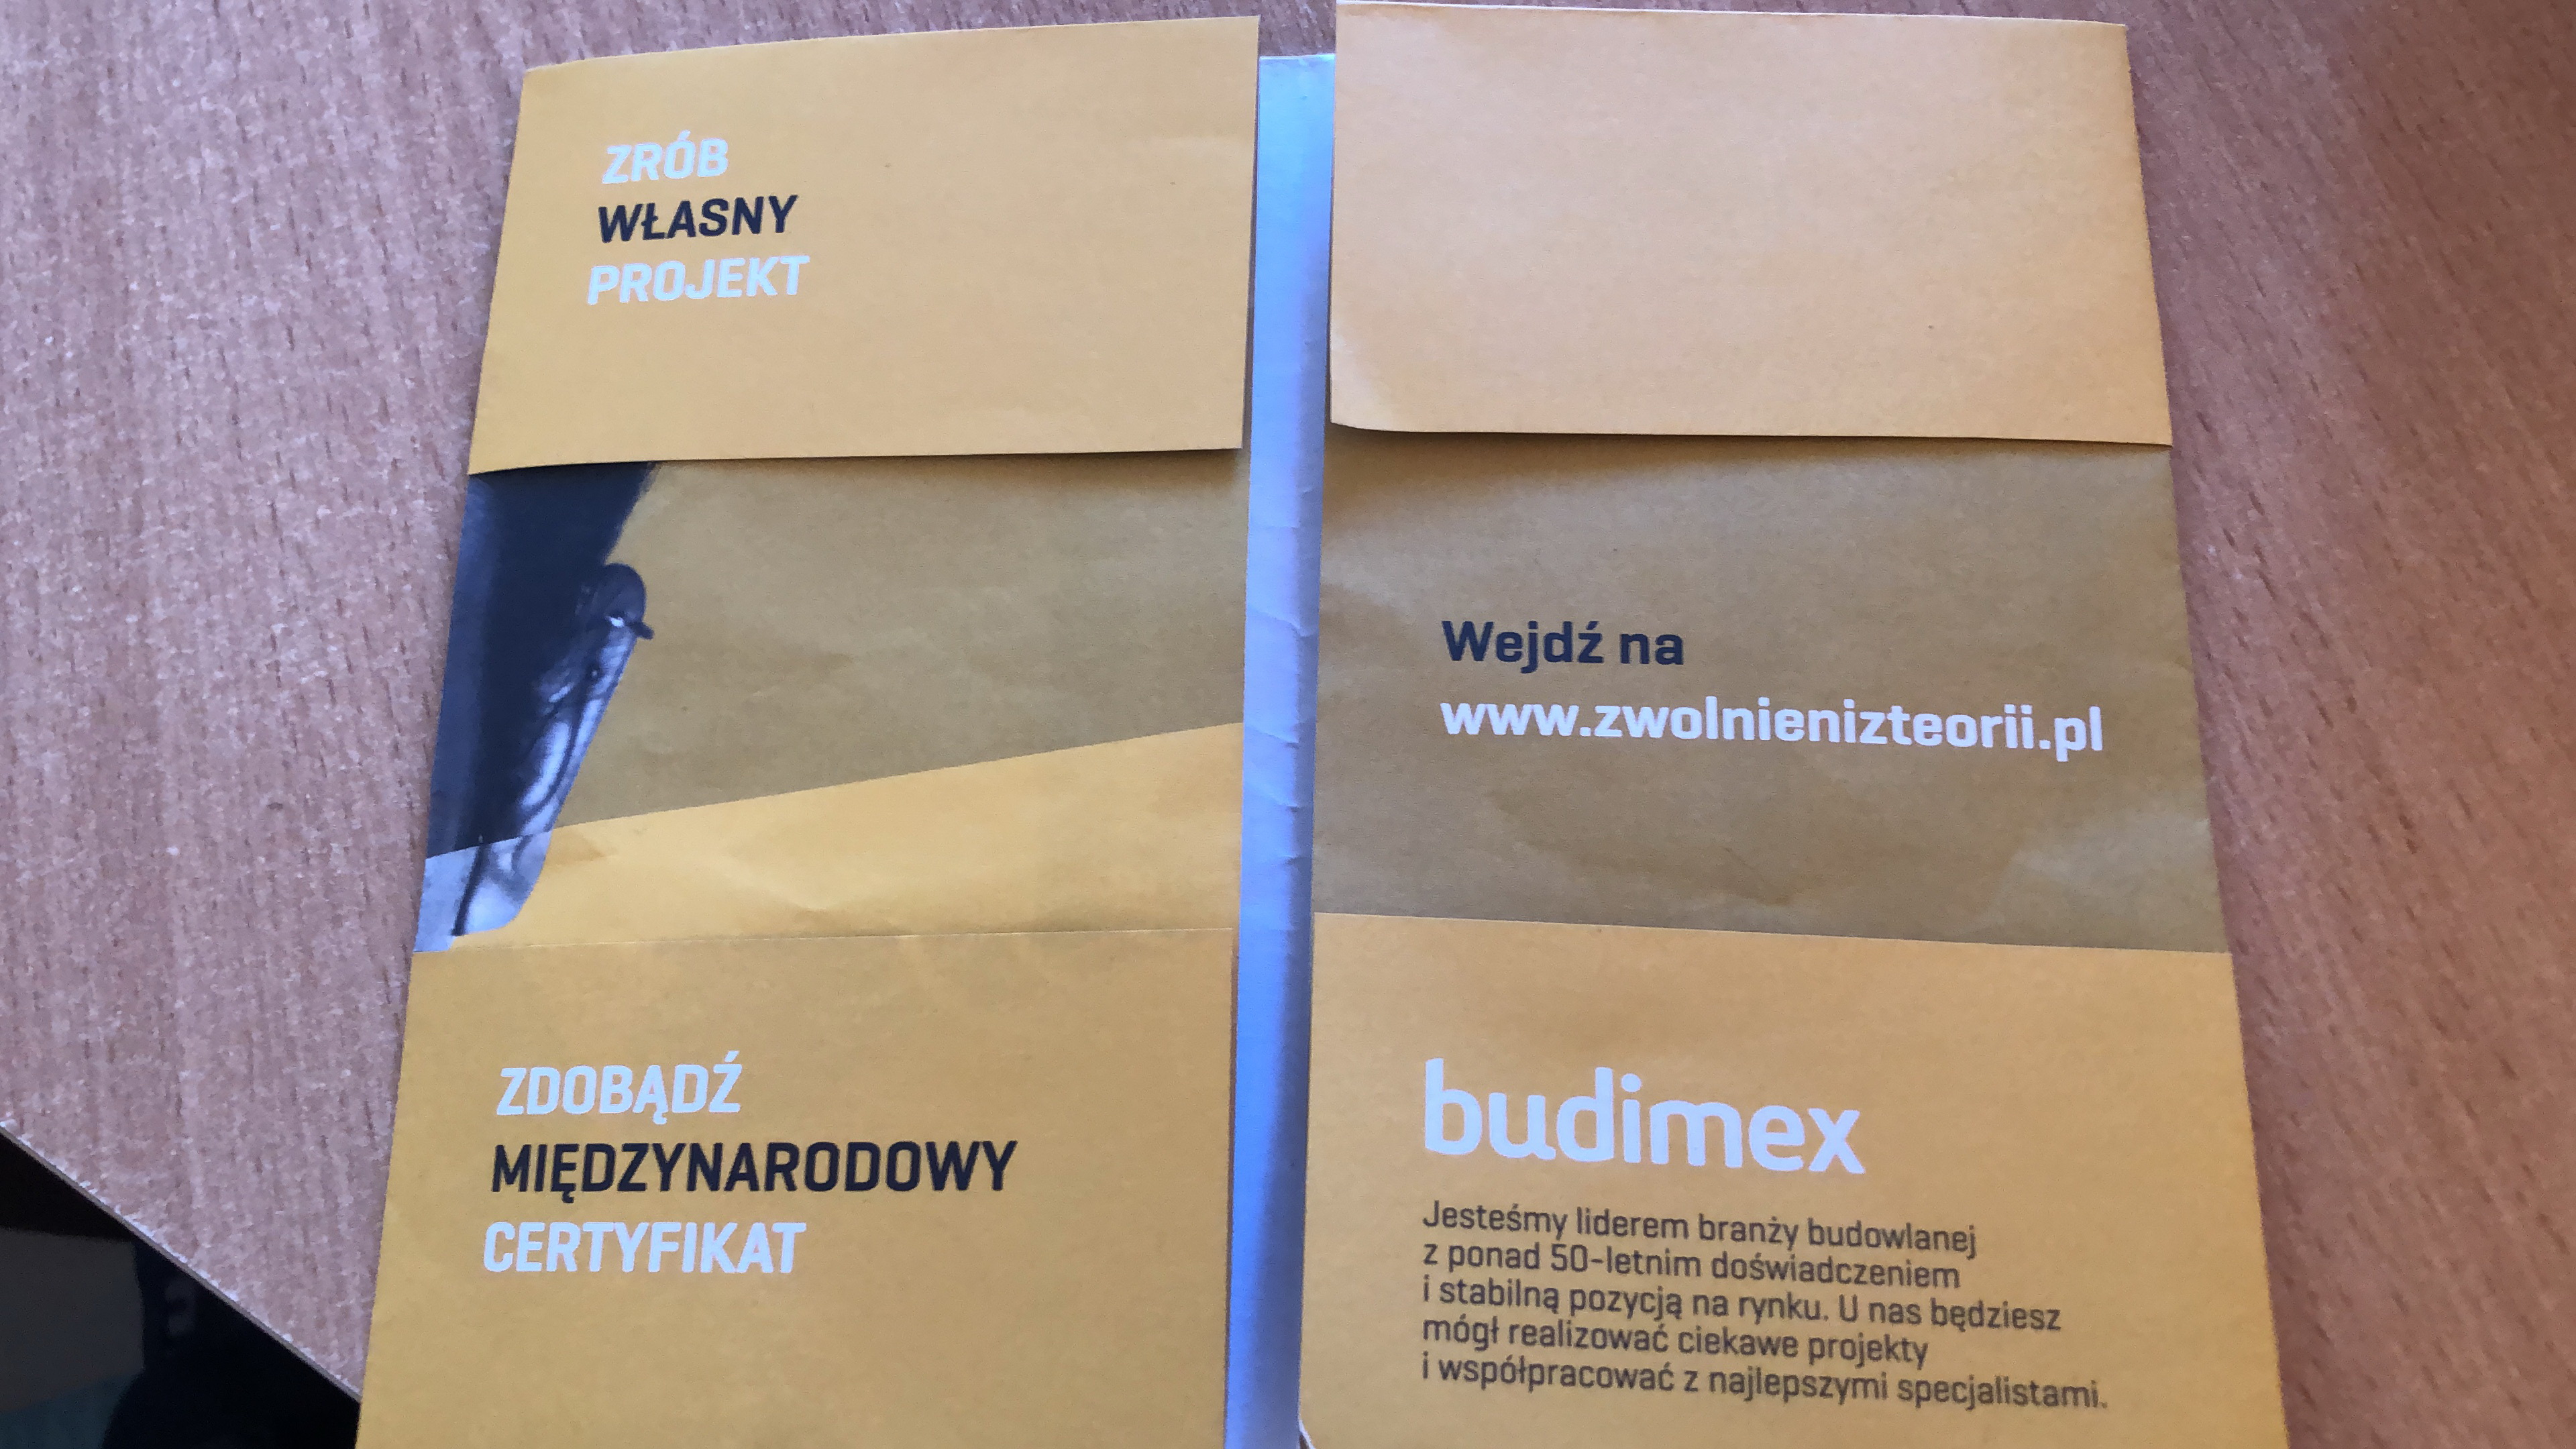 ZRÓB
WŁASNY
PROJEKT
ZDOBĄDŹ
MIĘDZYNARODOWY
CERTYFIKAT
Wejdź na
www.zwolnienizteorii.pl
budimex
Jesteśmy liderem branży budowlanej
z ponad 50-letnim doświadczeniem
i stabilną pozycją na rynku. U nas będziesz
mógł realizować ciekawe projekty
i współpracować z najlepszymi specjalistami.